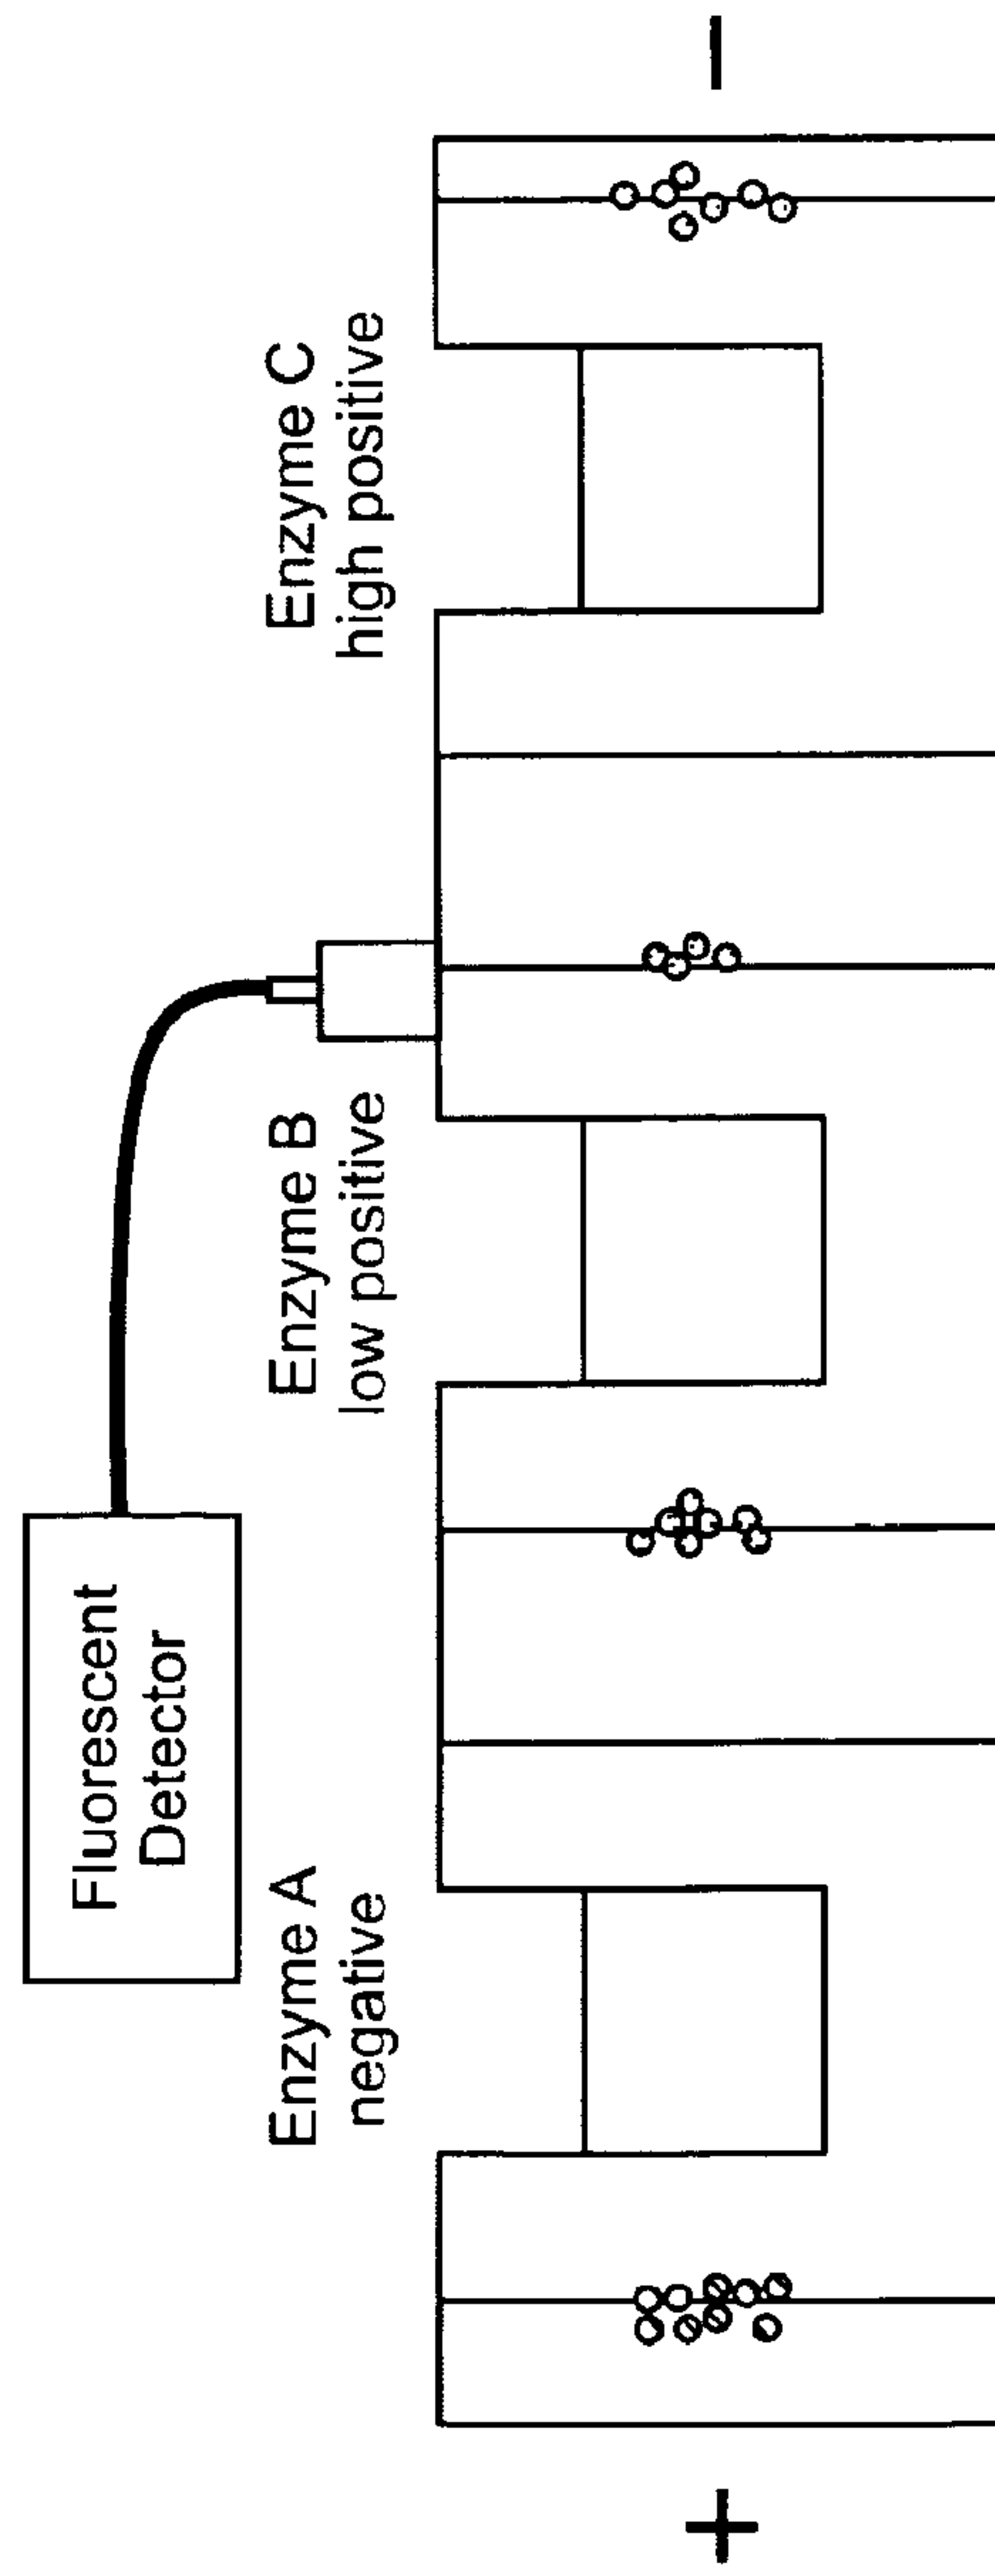 Fluorescent
Detector
Enzyme A
negative
Enzyme B
low positive
Enzyme C
high positive
+
−